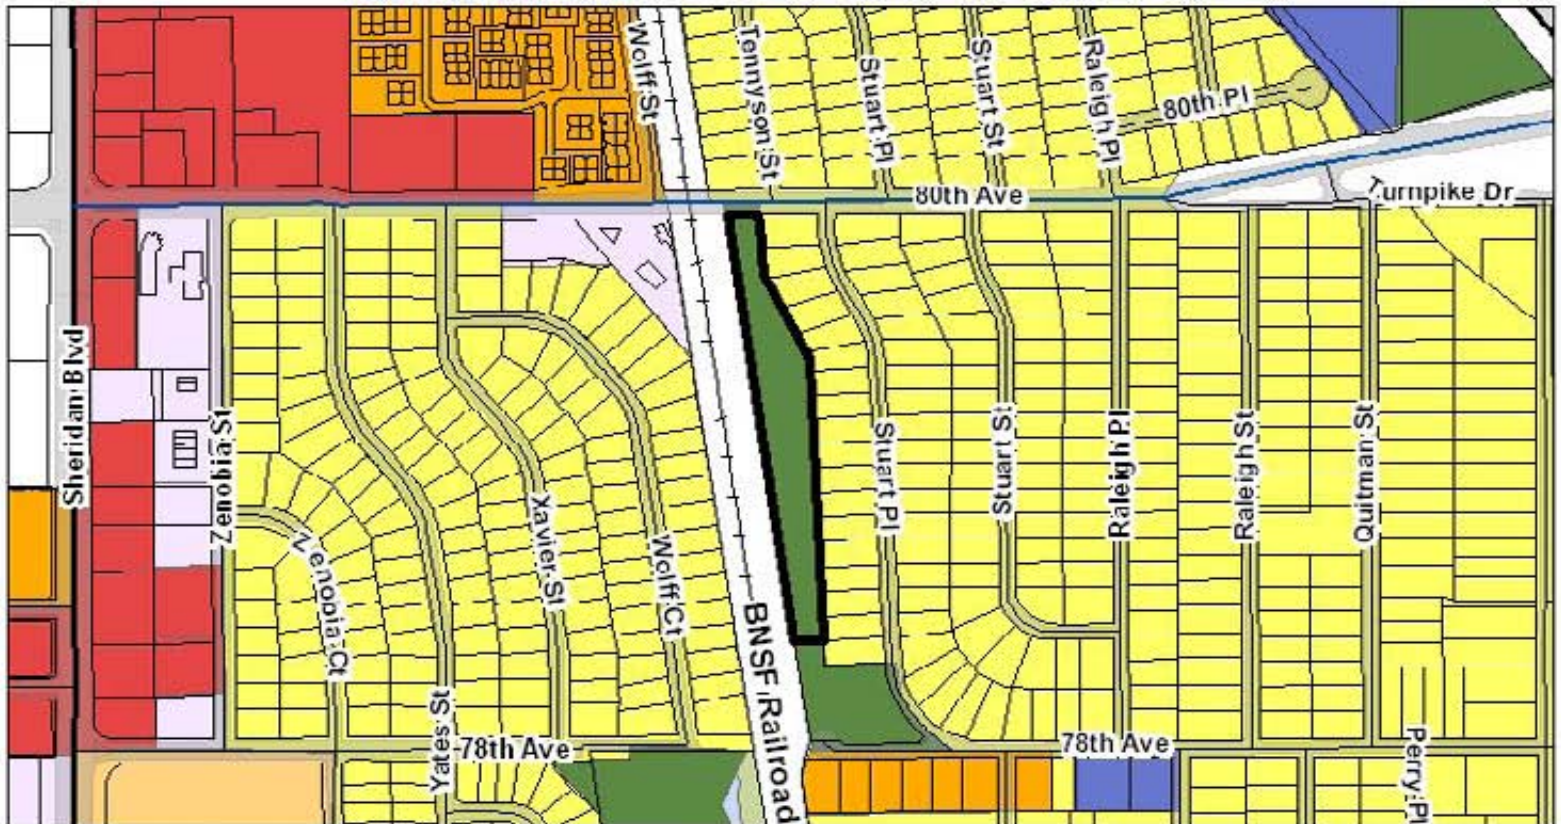 Wolff St
Tennyson St
Stuart Pl
Stuart St
Raleigh Pl
80th Pl
80th Ave
Turnpike Dr
Sheridan Blvd
Zenobia St
Zenobia Ct
Xavier St
Wolff Ct
Stuart Pl
Stuart St
Raleigh Pl
Raleigh St
Quitman St
BNSF Railroad
Yates St
78th Ave
78th Ave
Perry Pl